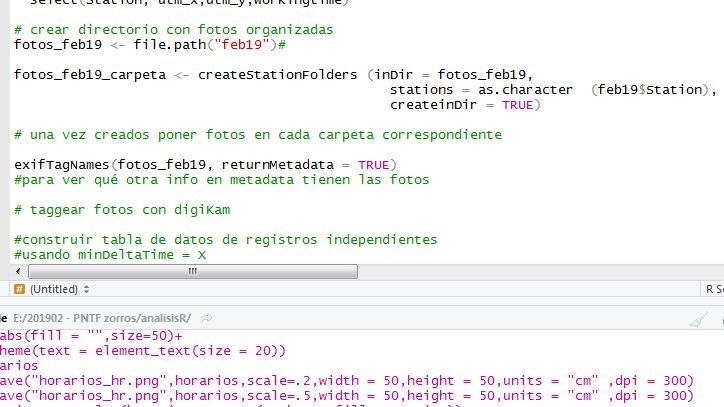 select(Station, utm_x,utm_y,workingtime)
# crear directorio con fotos organizadas
fotos_feb19 <- file.path("feb19")#
fotos_feb19_carpeta <- createStationFolders (inDir = fotos_feb19,
stations = as.character (feb19$Station),
createinDir = TRUE)
# una vez creados poner fotos en cada carpeta correspondiente
exifTagNames(fotos_feb19, returnMetadata = TRUE)
#para ver qué otra info en metadata tienen las fotos
# taggear fotos con digiKam
#construir tabla de datos de registros independientes
#usando minDeltaTime = X
# (Untitled)
R S
le E:/201902 - PNTF zorros/analisisR/
abs(fill = "",size=50)+
heme(text = element_text(size = 20))
arios
ave("horarios_hr.png",horarios,scale=.2,width = 50,height = 50,units = "cm" ,dpi = 300)
ave("horarios_hr.png",horarios,scale=.5,width = 50,height = 50,units = "cm" ,dpi = 300)